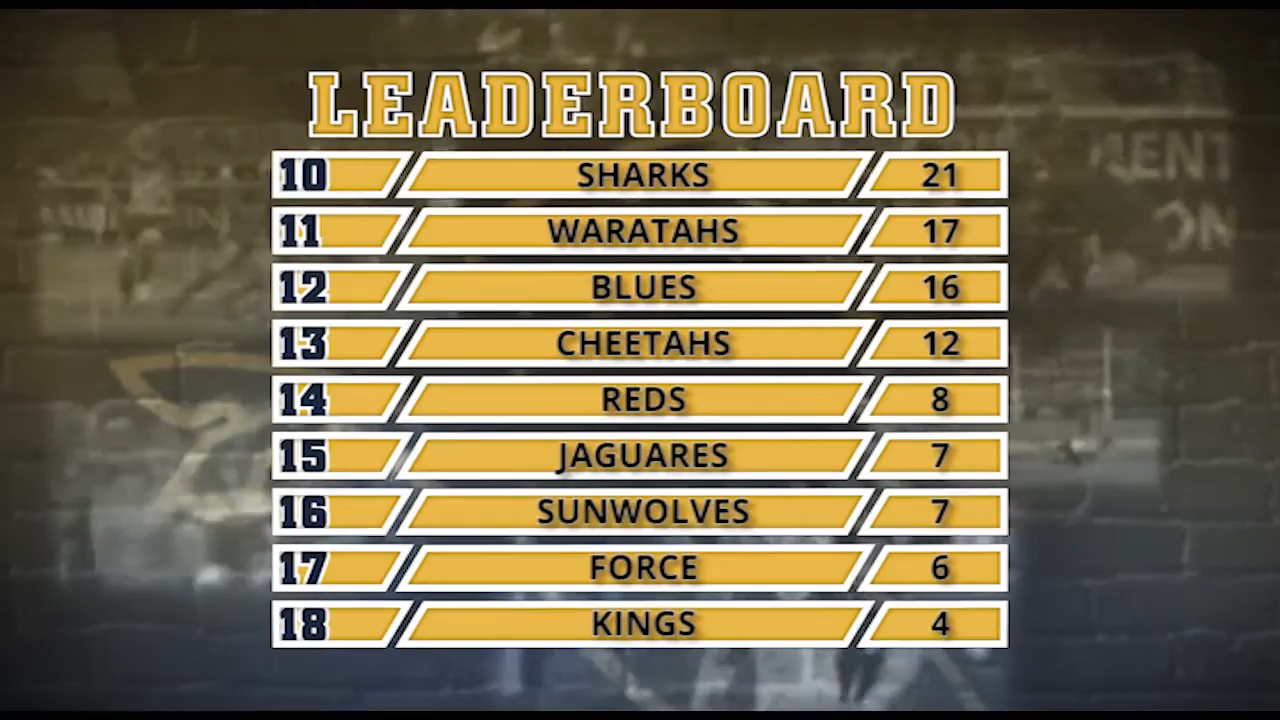 LEADERBOARD
10 SHARKS 21
11 WARATAHS 17
12 BLUES 16
13 CHEETAHS 12
14 REDS 8
15 JAGUARES 7
16 SUNWOLVES 7
17 FORCE 6
18 KINGS 4